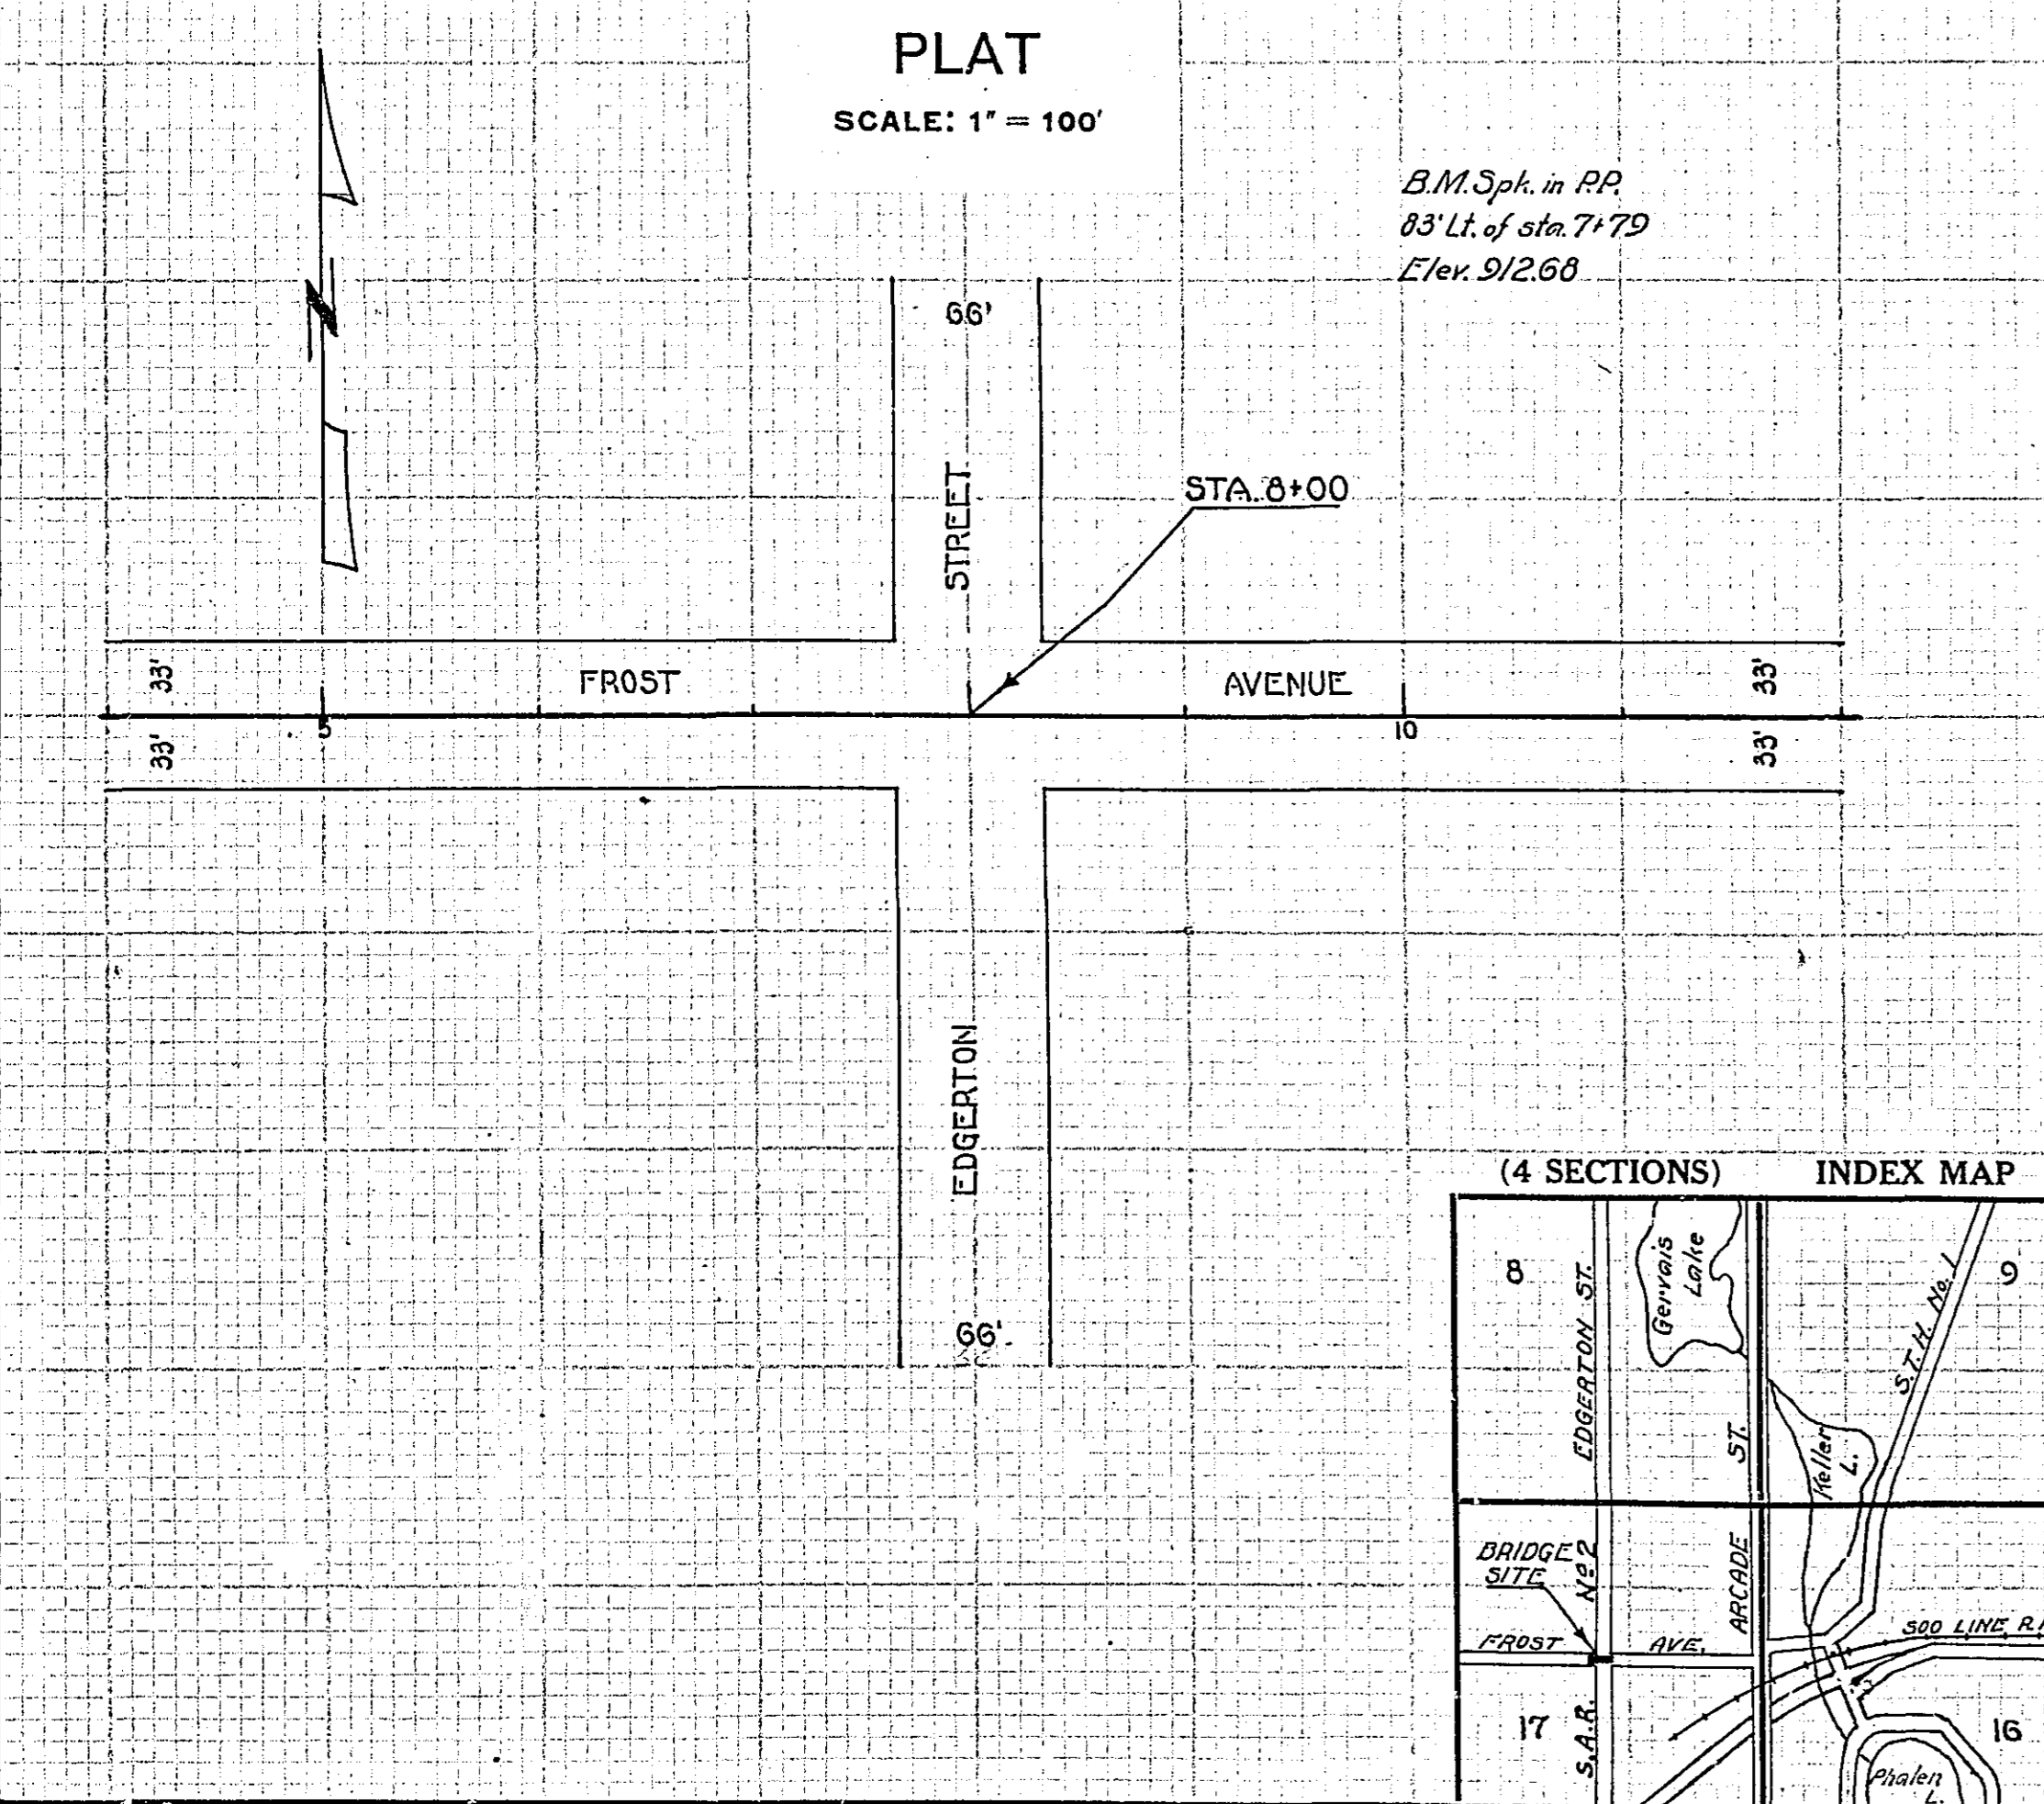 PLAT
SCALE: 1" = 100'
B.M. Spk. in P.P.
83' Lt. of sta. 7+79
Elev. 912.68
66'
STREET
STA. 8+00
33'
FROST
AVENUE
33'
5
10
33'
33'
EDGERTON
66'
(4 SECTIONS) INDEX MAP
8
EDGERTON ST.
Gervais
Lake
S.T.H. No. 1
9
ST.
Keller
L.
BRIDGE
SITE
Nº 2
ARCADE
FROST
AVE.
SOO LINE R.
17
S.A.R.
16
Phalen
L.